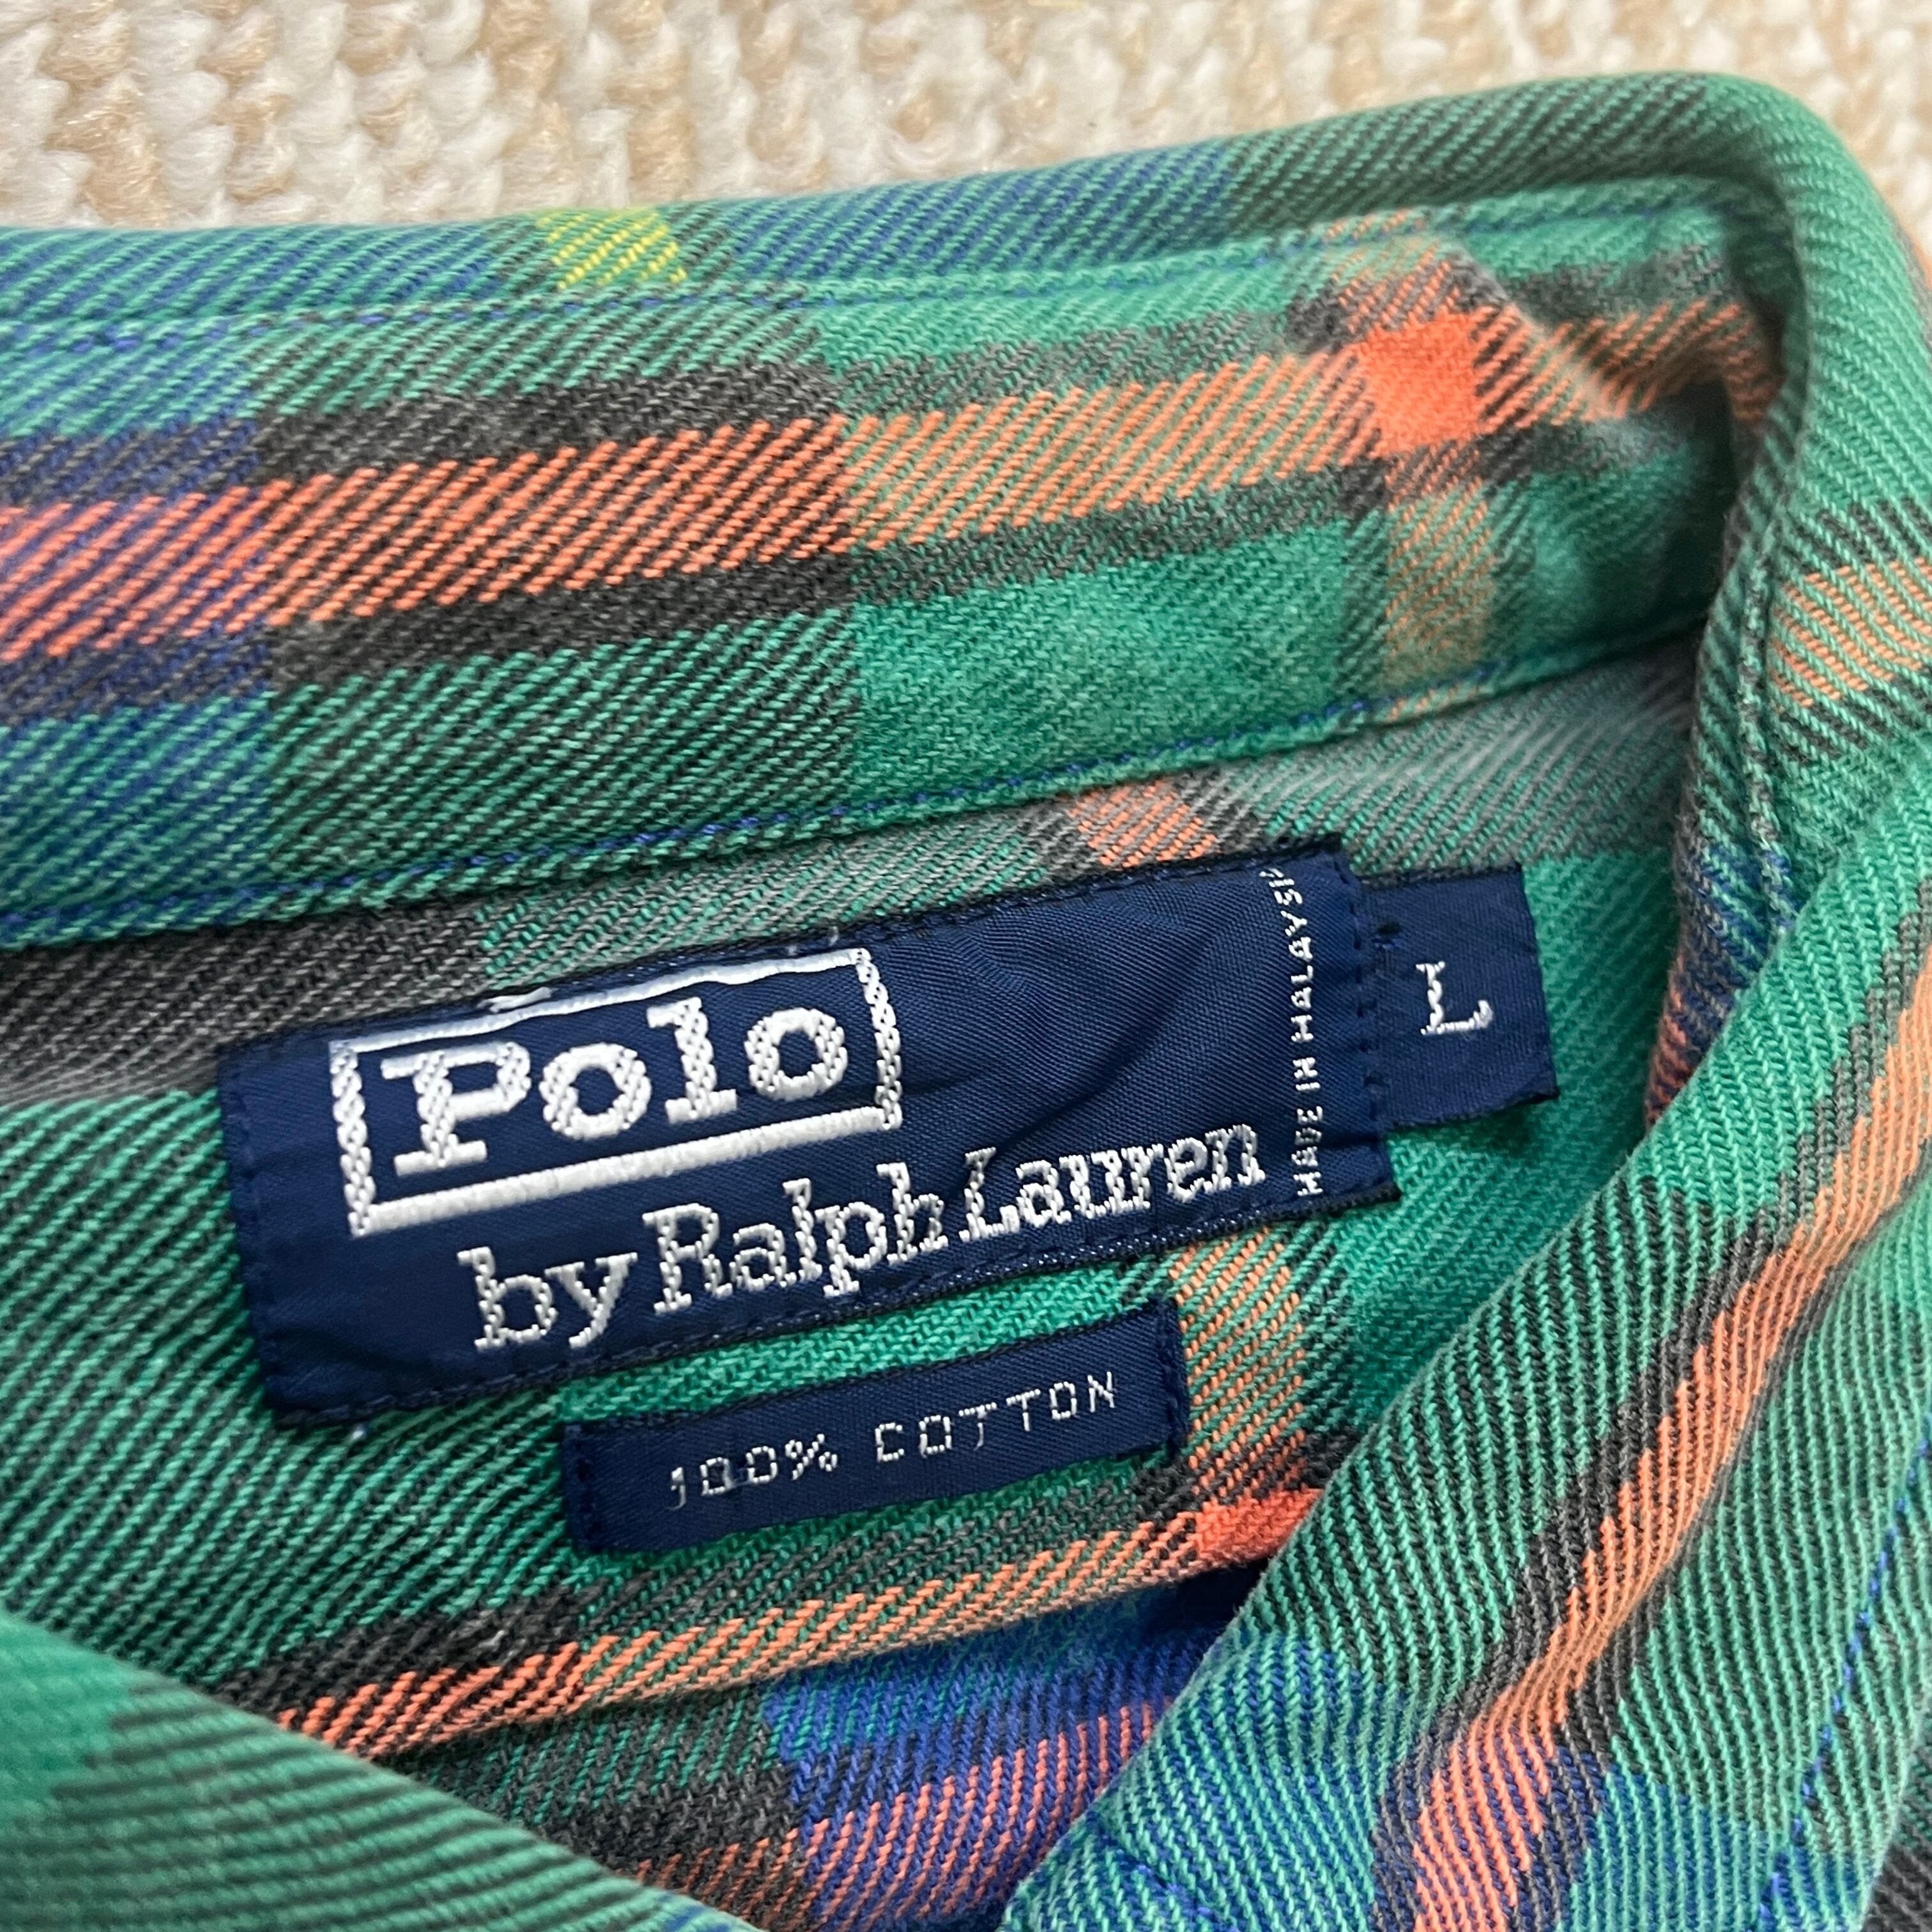 Polo
by Ralph Lauren
MADE IN MALAYSIA
L
100% COTTON